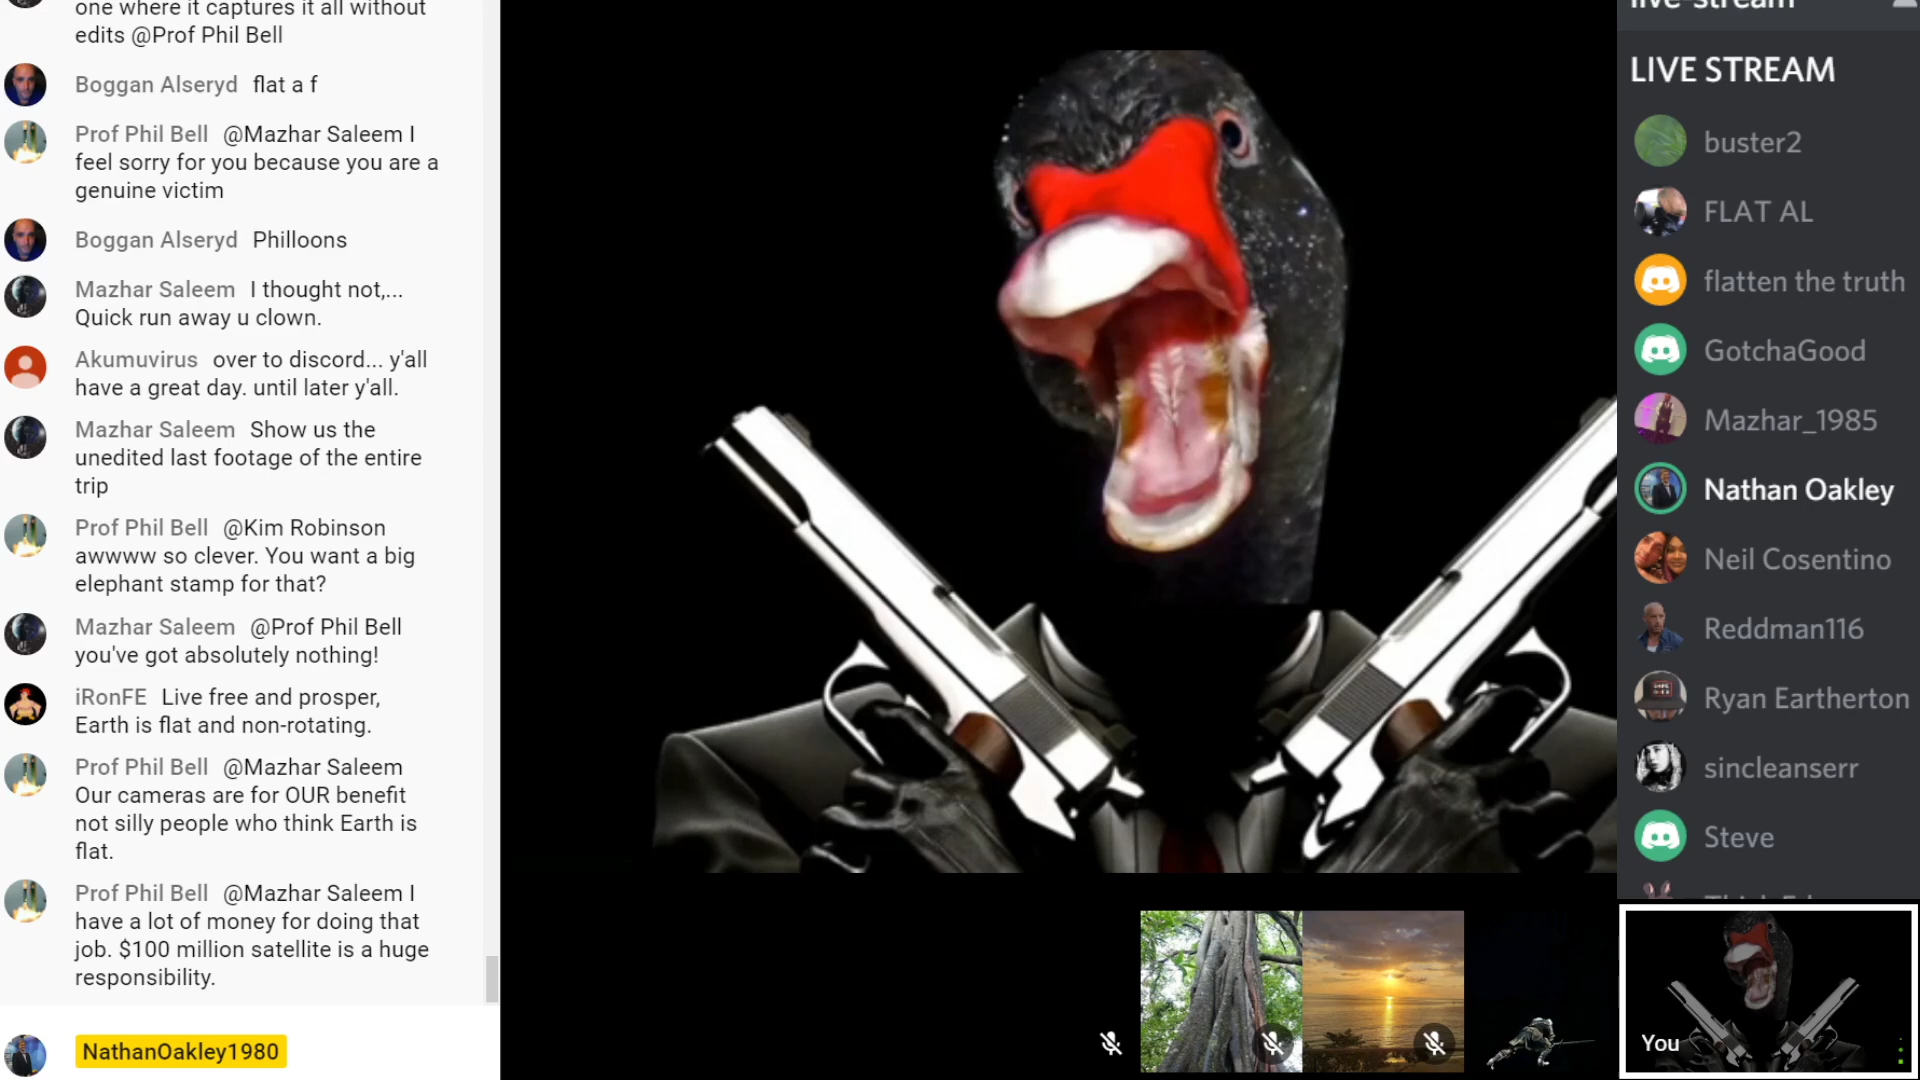 one where it captures it all without
edits @Prof Phil Bell
Boggan Alseryd flat a f
Prof Phil Bell @Mazhar Saleem I
feel sorry for you because you are a
genuine victim
Boggan Alseryd Philloons
Mazhar Saleem I thought not,...
Quick run away u clown.
Akumuvirus over to discord... y'all
have a great day. until later y'all.
Mazhar Saleem Show us the
unedited last footage of the entire
trip
Prof Phil Bell @Kim Robinson
awwww so clever. You want a big
elephant stamp for that?
Mazhar Saleem @Prof Phil Bell
you've got absolutely nothing!
iRonFE Live free and prosper,
Earth is flat and non-rotating.
Prof Phil Bell @Mazhar Saleem
Our cameras are for OUR benefit
not silly people who think Earth is
flat.
Prof Phil Bell @Mazhar Saleem I
have a lot of money for doing that
job. $100 million satellite is a huge
responsibility.
NathanOakley1980
live-stream
LIVE STREAM
buster2
FLAT AL
flatten the truth
GotchaGood
Mazhar_1985
Nathan Oakley
Neil Cosentino
Reddman116
Ryan Eartherton
sincleanserr
Steve
You